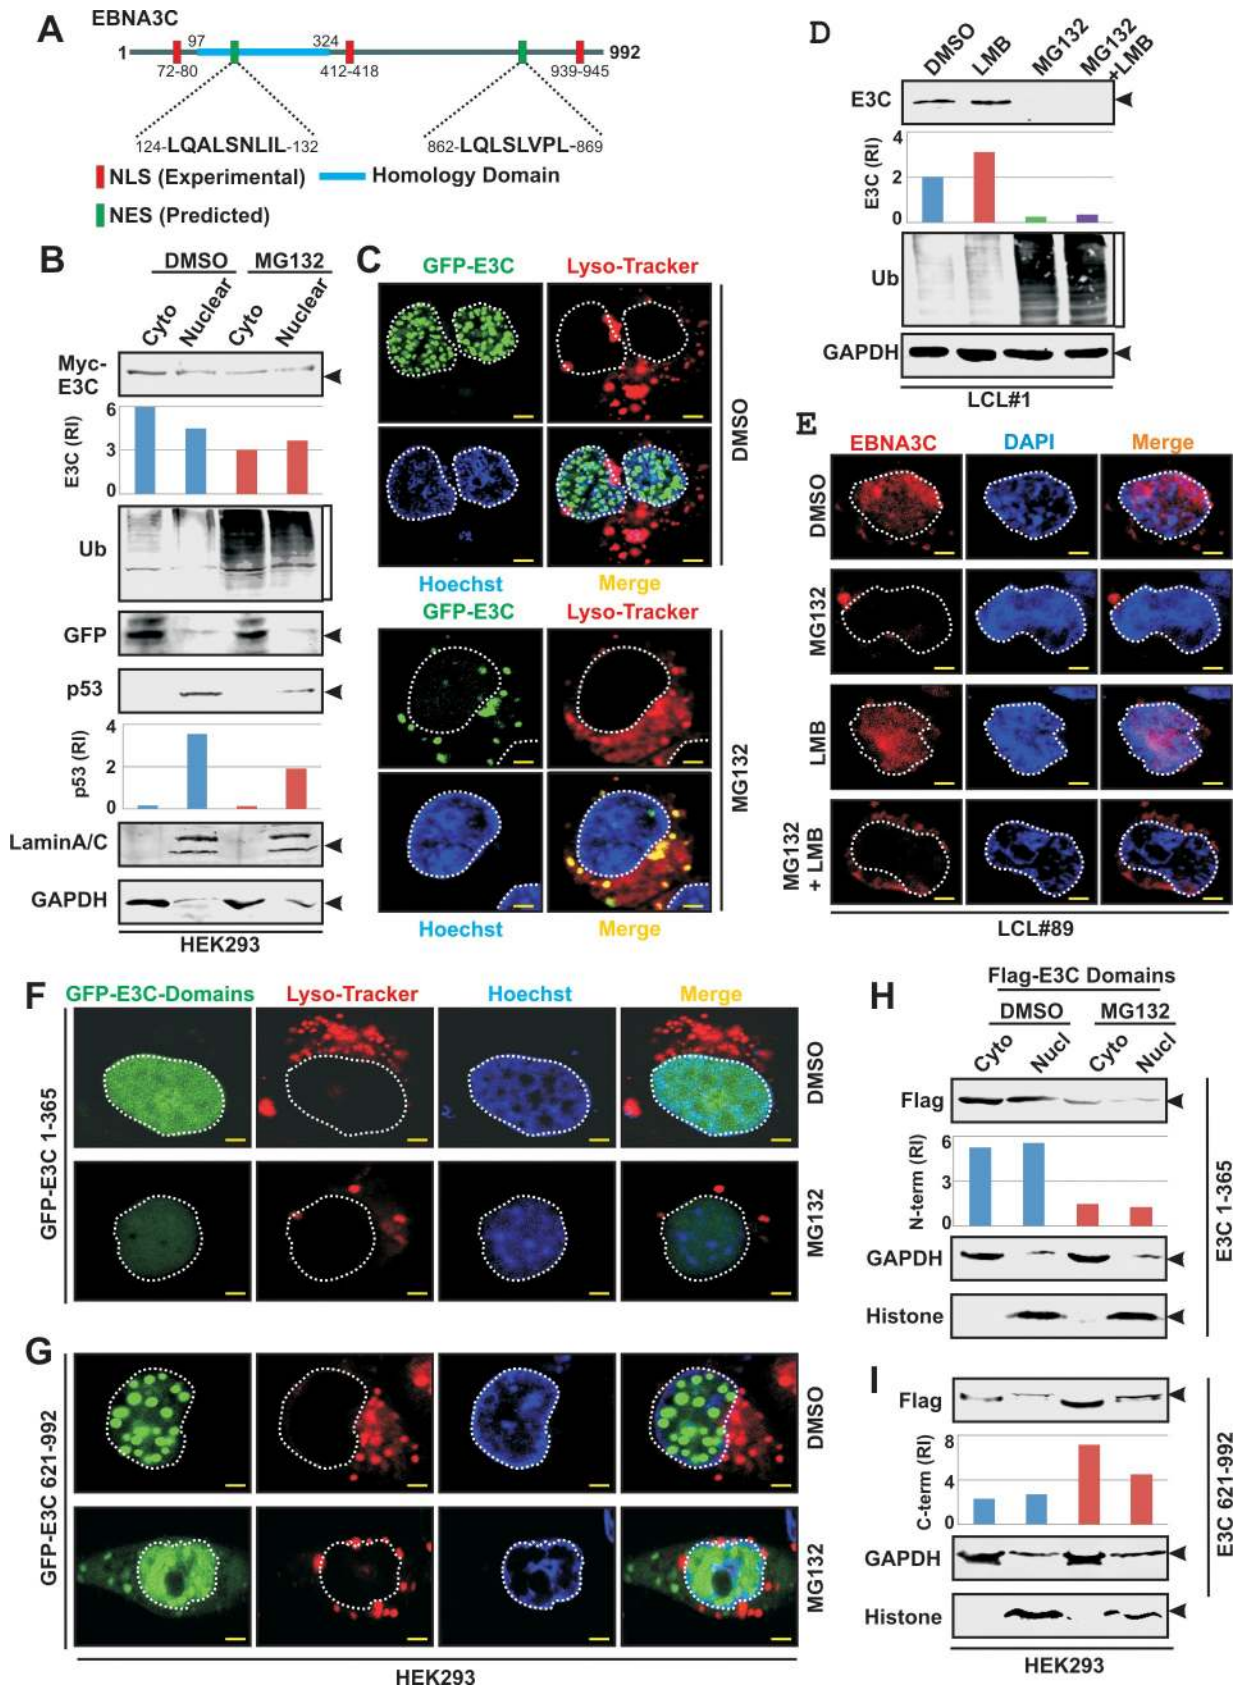 A
EBNA3C
1
97
324
992
72-80
412-418
939-945
124-LQALSNLIL-132
862-LQLSLVPL-869
NLS (Experimental)
Homology Domain
NES (Predicted)
B
DMSO
MG132
Cyto
Nuclear
Cyto
Nuclear
Myc-
E3C
E3C (RI)
6
3
0
Ub
GFP
p53
p53 (RI)
4
2
0
LaminA/C
GAPDH
HEK293
C
GFP-E3C
Lyso-Tracker
DMSO
Hoechst
Merge
GFP-E3C
Lyso-Tracker
MG132
Hoechst
Merge
D
DMSO
LMB
MG132
MG132
+LMB
E3C
E3C (RI)
4
2
0
Ub
GAPDH
LCL#1
E
EBNA3C
DAPI
Merge
DMSO
MG132
LMB
MG132
+ LMB
LCL#89
F
GFP-E3C-Domains
Lyso-Tracker
Hoechst
Merge
GFP-E3C 1-365
DMSO
MG132
G
GFP-E3C 621-992
DMSO
MG132
HEK293
H
Flag-E3C Domains
DMSO
MG132
Cyto
Nucl
Cyto
Nucl
Flag
N-term (RI)
6
3
0
GAPDH
Histone
E3C 1-365
I
Flag
C-term (RI)
8
4
0
GAPDH
Histone
E3C 621-992
HEK293